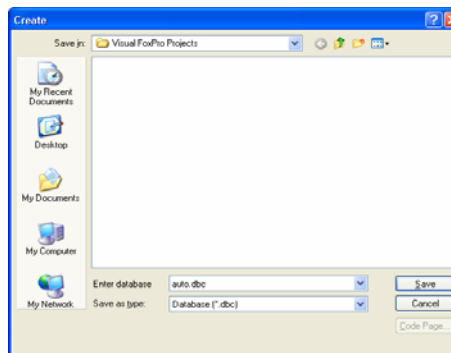 Create
Save in: Visual FoxPro Projects
My Recent Documents
Desktop
My Documents
My Computer
My Network
Enter database auto.dbc Save
Save as type: Database (*.dbc) Cancel
Code Page...